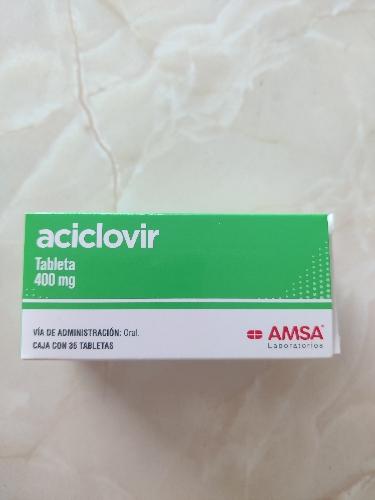 aciclovir
Tableta
400 mg
VÍA DE ADMINISTRACIÓN: Oral.
CAJA CON 35 TABLETAS
AMSA
Laboratorios